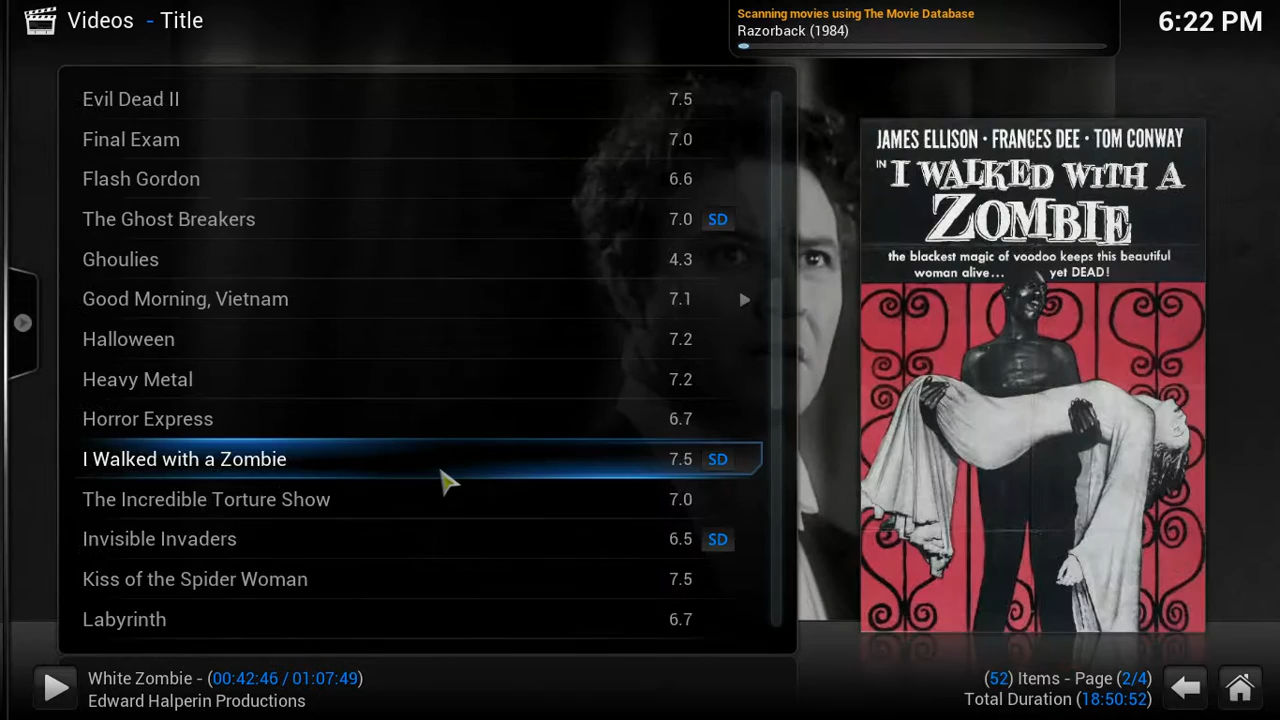 Videos - Title
Scanning movies using The Movie Database
Razorback (1984)
6:22 PM
Evil Dead II 7.5
Final Exam 7.0
Flash Gordon 6.6
The Ghost Breakers 7.0 SD
Ghoulies 4.3
Good Morning, Vietnam 7.1
Halloween 7.2
Heavy Metal 7.2
Horror Express 6.7
I Walked with a Zombie 7.5 SD
The Incredible Torture Show 7.0
Invisible Invaders 6.5 SD
Kiss of the Spider Woman 7.5
Labyrinth 6.7
JAMES ELLISON · FRANCES DEE · TOM CONWAY
IN I WALKED WITH A
ZOMBIE
the blackest magic of voodoo keeps this beautiful
woman alive... yet DEAD!
White Zombie - (00:42:46 / 01:07:49)
Edward Halperin Productions
(52) Items - Page (2/4)
Total Duration (18:50:52)